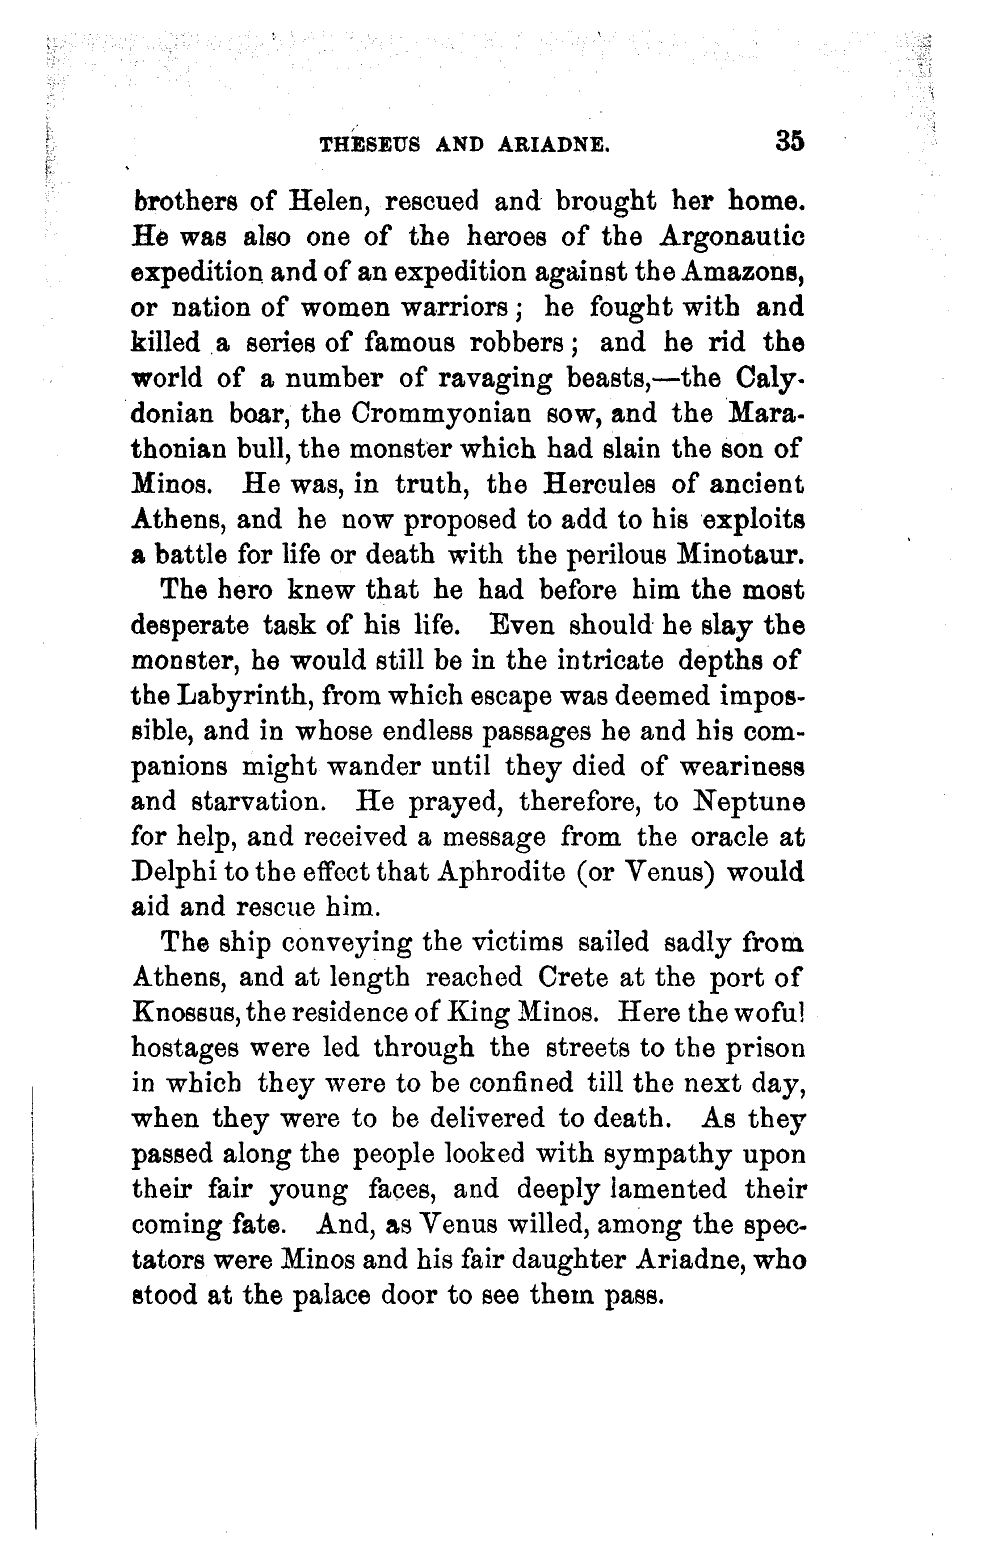 THESEUS AND ARIADNE. 35
brothers of Helen, rescued and brought her home.
He was also one of the heroes of the Argonautic
expedition and of an expedition against the Amazons,
or nation of women warriors; he fought with and
killed a series of famous robbers; and he rid the
world of a number of ravaging beasts,—the Caly-
donian boar, the Crommyonian sow, and the Mara-
thonian bull, the monster which had slain the son of
Minos. He was, in truth, the Hercules of ancient
Athens, and he now proposed to add to his exploits
a battle for life or death with the perilous Minotaur.
The hero knew that he had before him the most
desperate task of his life. Even should he slay the
monster, he would still be in the intricate depths of
the Labyrinth, from which escape was deemed impos-
sible, and in whose endless passages he and his com-
panions might wander until they died of weariness
and starvation. He prayed, therefore, to Neptune
for help, and received a message from the oracle at
Delphi to the effect that Aphrodite (or Venus) would
aid and rescue him.
The ship conveying the victims sailed sadly from
Athens, and at length reached Crete at the port of
Knossus, the residence of King Minos. Here the woful
hostages were led through the streets to the prison
in which they were to be confined till the next day,
when they were to be delivered to death. As they
passed along the people looked with sympathy upon
their fair young faces, and deeply lamented their
coming fate. And, as Venus willed, among the spec-
tators were Minos and his fair daughter Ariadne, who
stood at the palace door to see them pass.